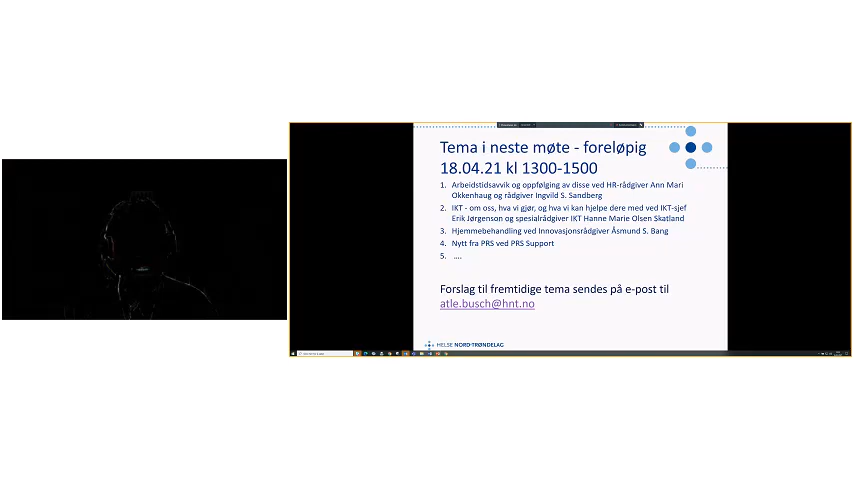 Tema i neste møte - foreløpig
18.04.21 kl 1300-1500
1. Arbeidstidsavvik og oppfølging av disse ved HR-rådgiver Ann Mari
Okkenhaug og rådgiver Ingvild S. Sandberg
2. IKT - om oss, hva vi gjør, og hva vi kan hjelpe dere med ved IKT-sjef
Erik Jørgenson og spesialrådgiver IKT Hanne Marie Olsen Skatland
3. Hjemmebehandling ved Innovasjonsrådgiver Åsmund S. Bang
4. Nytt fra PRS ved PRS Support
5. ....
Forslag til fremtidige tema sendes på e-post til
atle.busch@hnt.no
HELSE NORD-TRØNDELAG